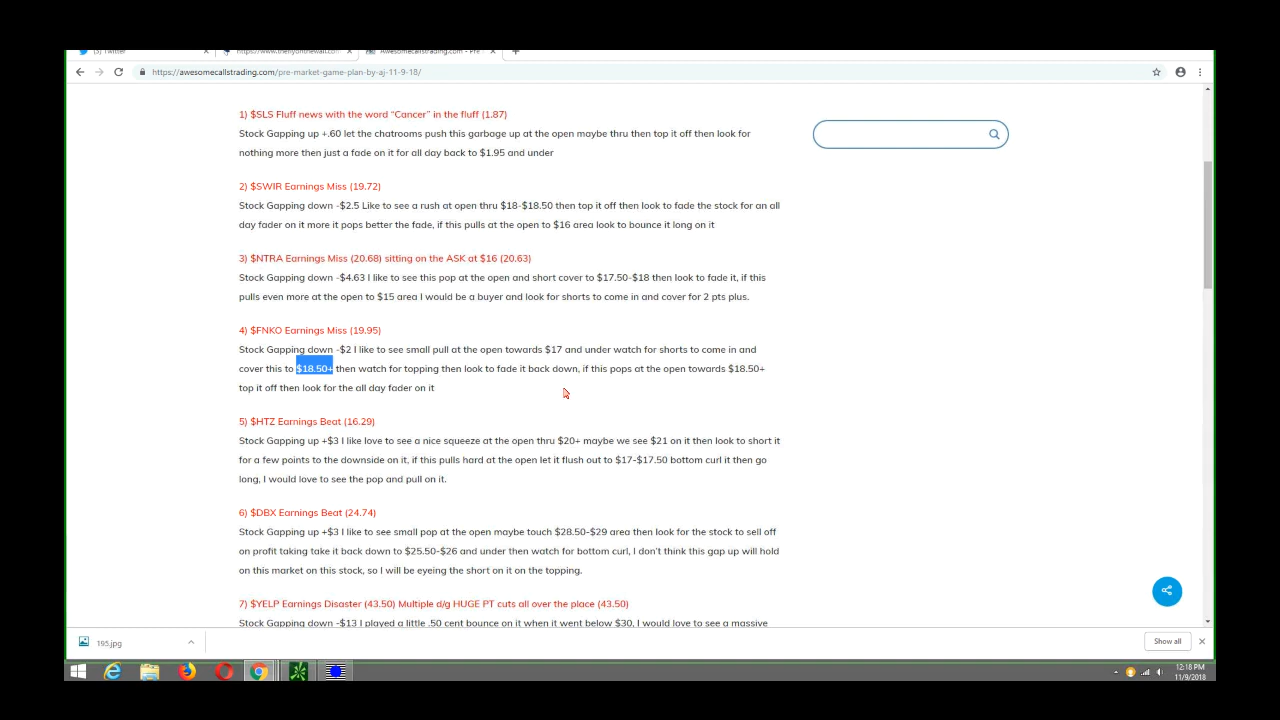 (5) Twitter
https://www.theflyonthewall.com
Awesomecallstrading.com - Pre
https://awesomecallstrading.com/pre-market-game-plan-by-aj-11-9-18/
1) $SLS Fluff news with the word “Cancer” in the fluff (1.87)
Stock Gapping up +.60 let the chatrooms push this garbage up at the open maybe thru then top it off then look for
nothing more then just a fade on it for all day back to $1.95 and under
2) $SWIR Earnings Miss (19.72)
Stock Gapping down -$2.5 Like to see a rush at open thru $18-$18.50 then top it off then look to fade the stock for an all
day fader on it more it pops better the fade, if this pulls at the open to $16 area look to bounce it long on it
3) $NTRA Earnings Miss (20.68) sitting on the ASK at $16 (20.63)
Stock Gapping down -$4.63 I like to see this pop at the open and short cover to $17.50-$18 then look to fade it, if this
pulls even more at the open to $15 area I would be a buyer and look for shorts to come in and cover for 2 pts plus.
4) $FNKO Earnings Miss (19.95)
Stock Gapping down -$2 I like to see small pull at the open towards $17 and under watch for shorts to come in and
cover this to $18.50+ then watch for topping then look to fade it back down, if this pops at the open towards $18.50+
top it off then look for the all day fader on it
5) $HTZ Earnings Beat (16.29)
Stock Gapping up +$3 I like love to see a nice squeeze at the open thru $20+ maybe we see $21 on it then look to short it
for a few points to the downside on it, if this pulls hard at the open let it flush out to $17-$17.50 bottom curl it then go
long, I would love to see the pop and pull on it.
6) $DBX Earnings Beat (24.74)
Stock Gapping up +$3 I like to see small pop at the open maybe touch $28.50-$29 area then look for the stock to sell off
on profit taking take it back down to $25.50-$26 and under then watch for bottom curl, I don’t think this gap up will hold
on this market on this stock, so I will be eyeing the short on it on the topping.
7) $YELP Earnings Disaster (43.50) Multiple d/g HUGE PT cuts all over the place (43.50)
Stock Gapping down -$13 I played a little .50 cent bounce on it when it went below $30, I would love to see a massive
195.jpg
Show all
12:18 PM
11/9/2018